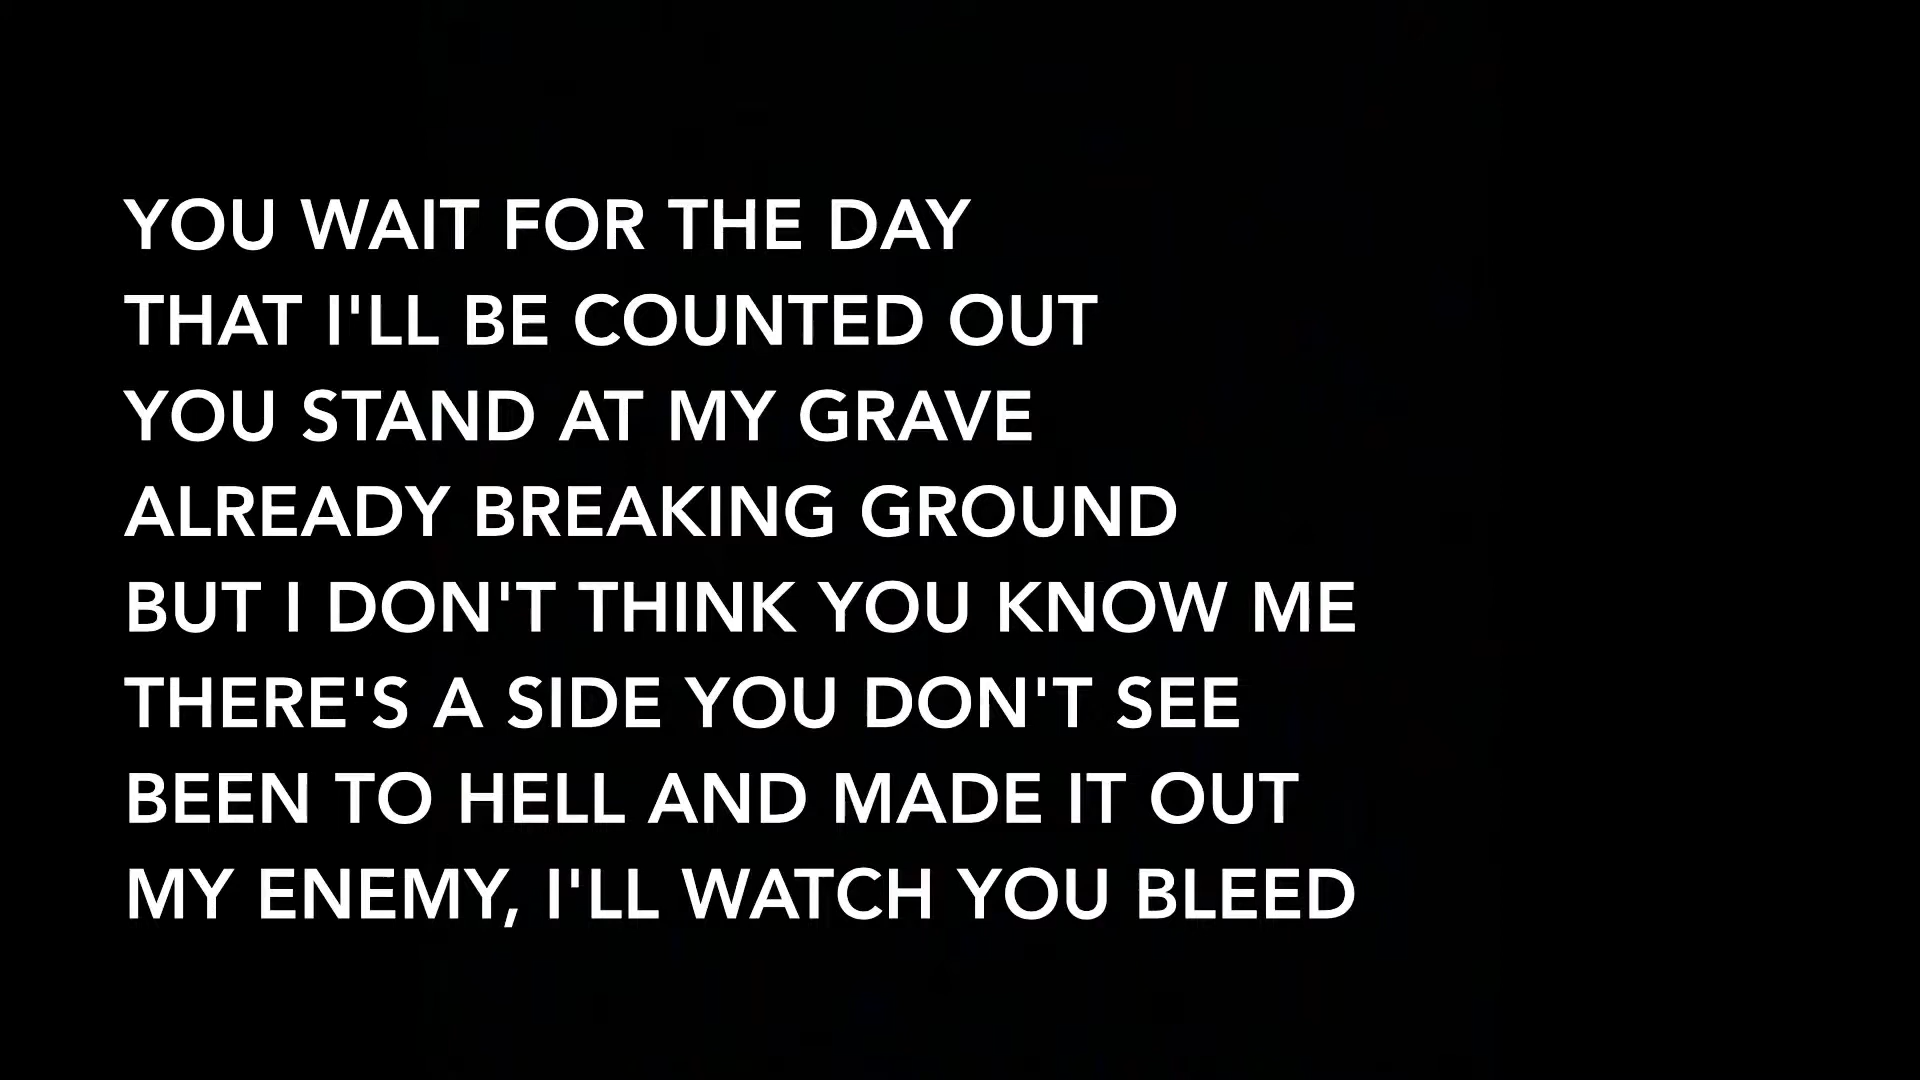 YOU WAIT FOR THE DAY
THAT I'LL BE COUNTED OUT
YOU STAND AT MY GRAVE
ALREADY BREAKING GROUND
BUT I DON'T THINK YOU KNOW ME
THERE'S A SIDE YOU DON'T SEE
BEEN TO HELL AND MADE IT OUT
MY ENEMY, I'LL WATCH YOU BLEED